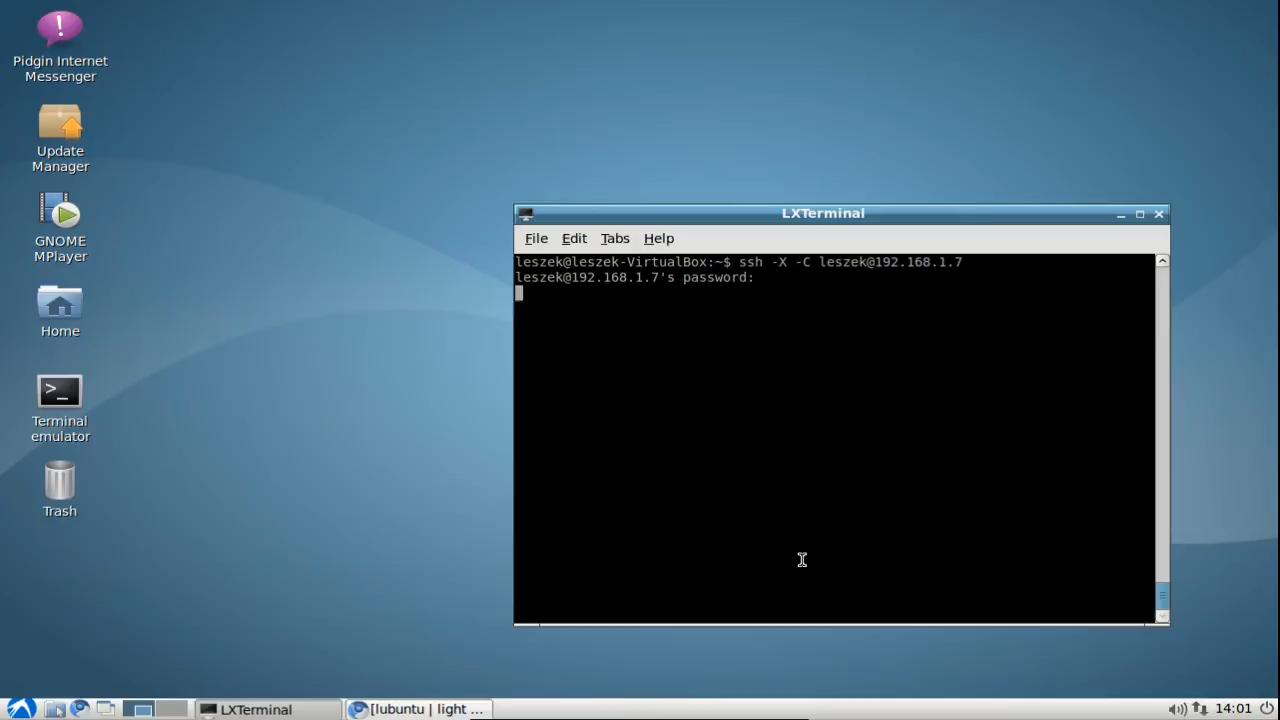 Pidgin Internet
Messenger
Update
Manager
GNOME
MPlayer
Home
Terminal
emulator
Trash
LXTerminal
File Edit Tabs Help
leszek@leszek-VirtualBox:~$ ssh -X -C leszek@192.168.1.7
leszek@192.168.1.7's password:
LXTerminal
[lubuntu | light ...
14:01